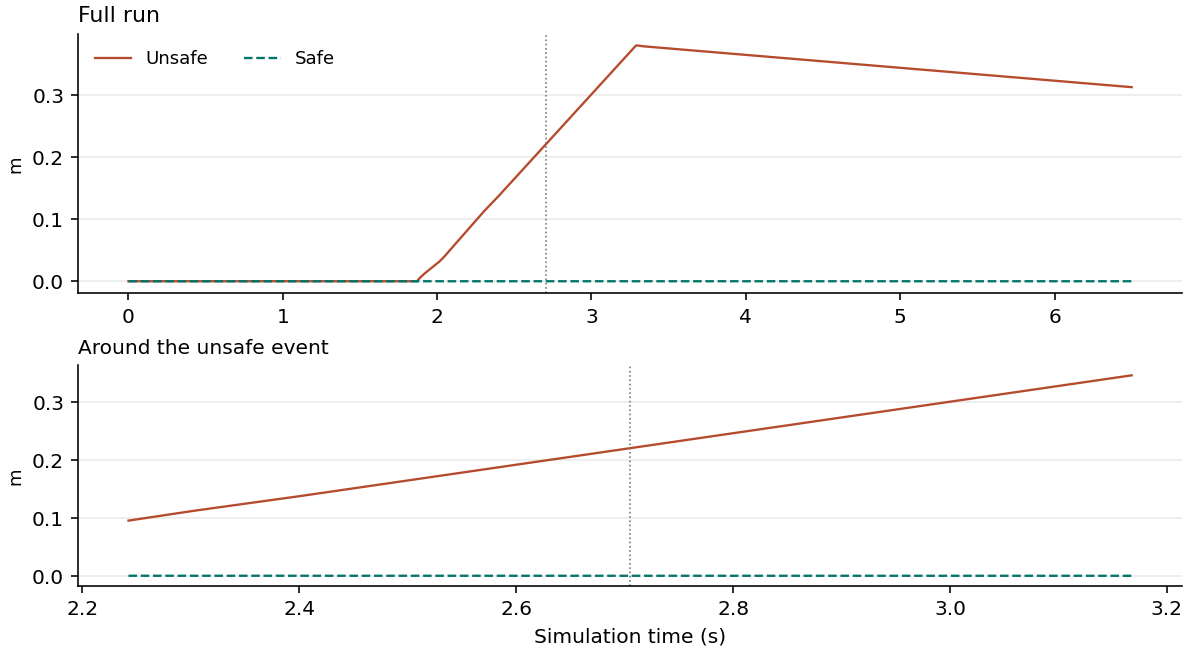 Full run
Unsafe Safe
m
0.3
0.2
0.1
0.0
0 1 2 3 4 5 6
Around the unsafe event
m
0.3
0.2
0.1
0.0
2.2 2.4 2.6 2.8 3.0 3.2
Simulation time (s)